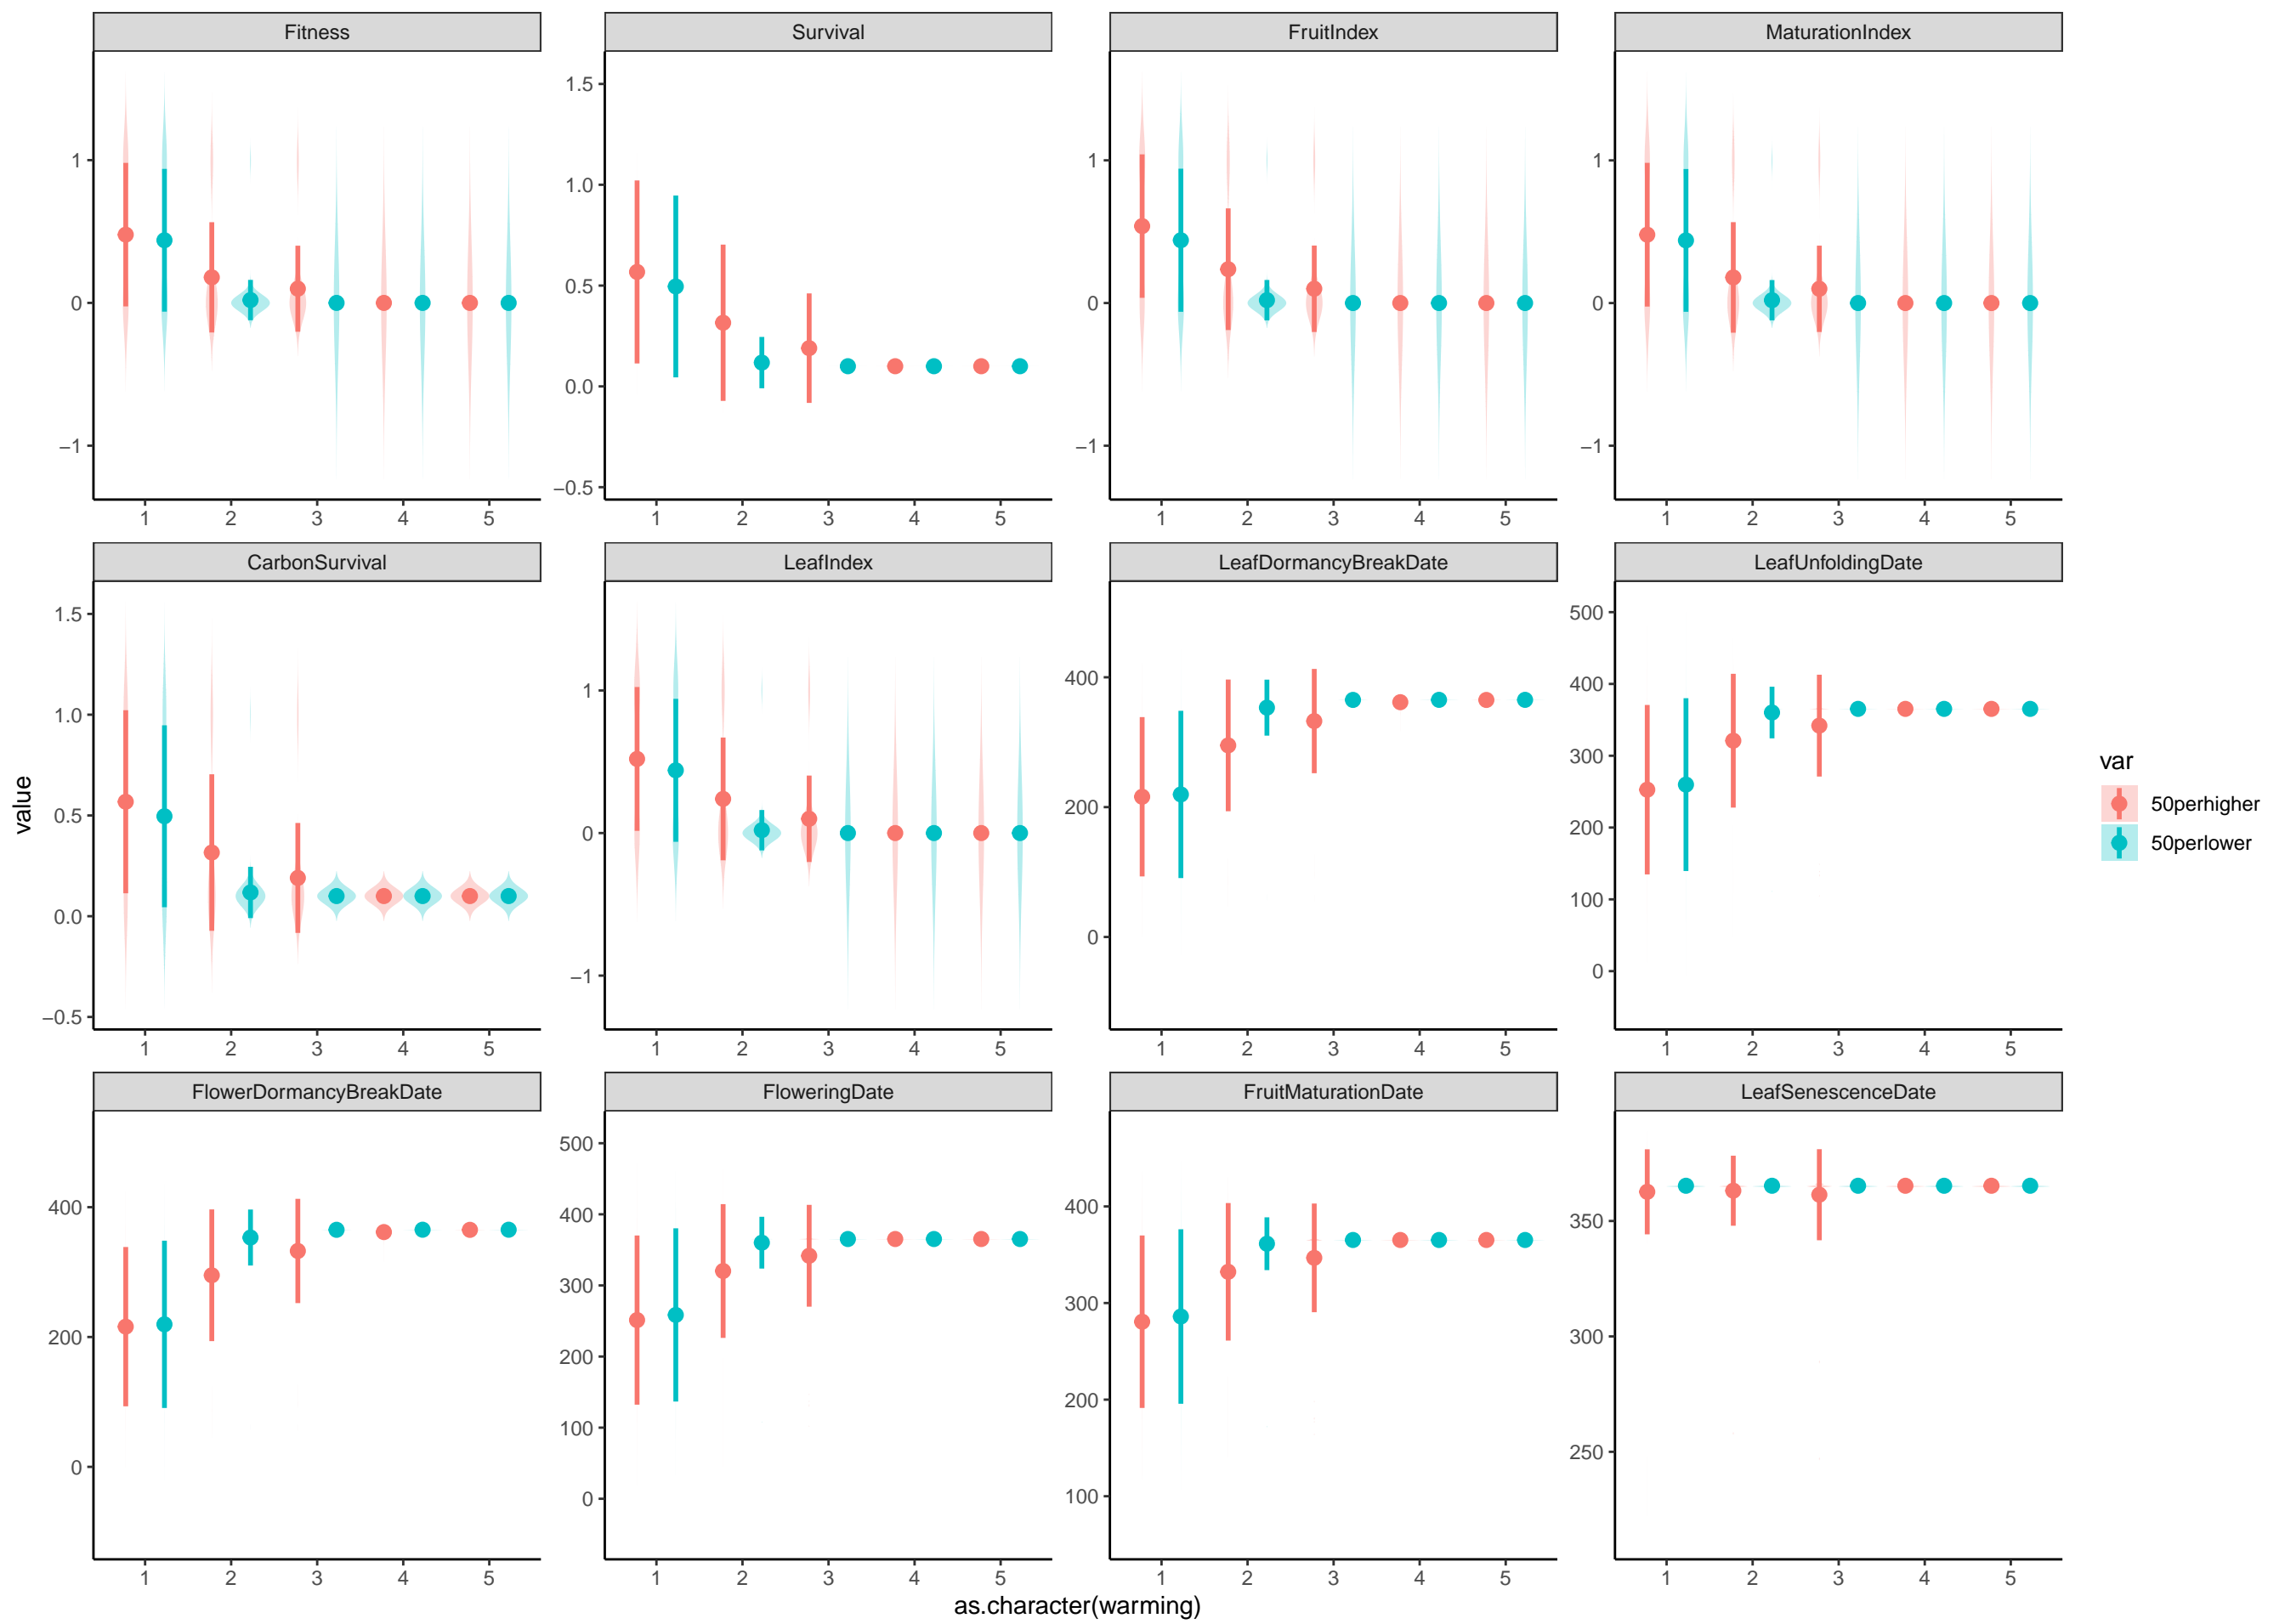 Fitness Survival FruitIndex MaturationIndex
1
0
−1
1 2 3 4 5
1.5
1.0
0.5
0.0
−0.5
1 2 3 4 5
1
0
−1
1 2 3 4 5
1
0
−1
1 2 3 4 5
CarbonSurvival LeafIndex LeafDormancyBreakDate LeafUnfoldingDate
1.5
1.0
0.5
0.0
−0.5
1 2 3 4 5
1
0
−1
1 2 3 4 5
400
200
0
1 2 3 4 5
500
400
300
200
100
0
1 2 3 4 5
FlowerDormancyBreakDate FloweringDate FruitMaturationDate LeafSenescenceDate
400
200
0
1 2 3 4 5
500
400
300
200
100
0
1 2 3 4 5
400
300
200
100
1 2 3 4 5
350
300
250
1 2 3 4 5
value
as.character(warming)
var
50perhigher
50perlower